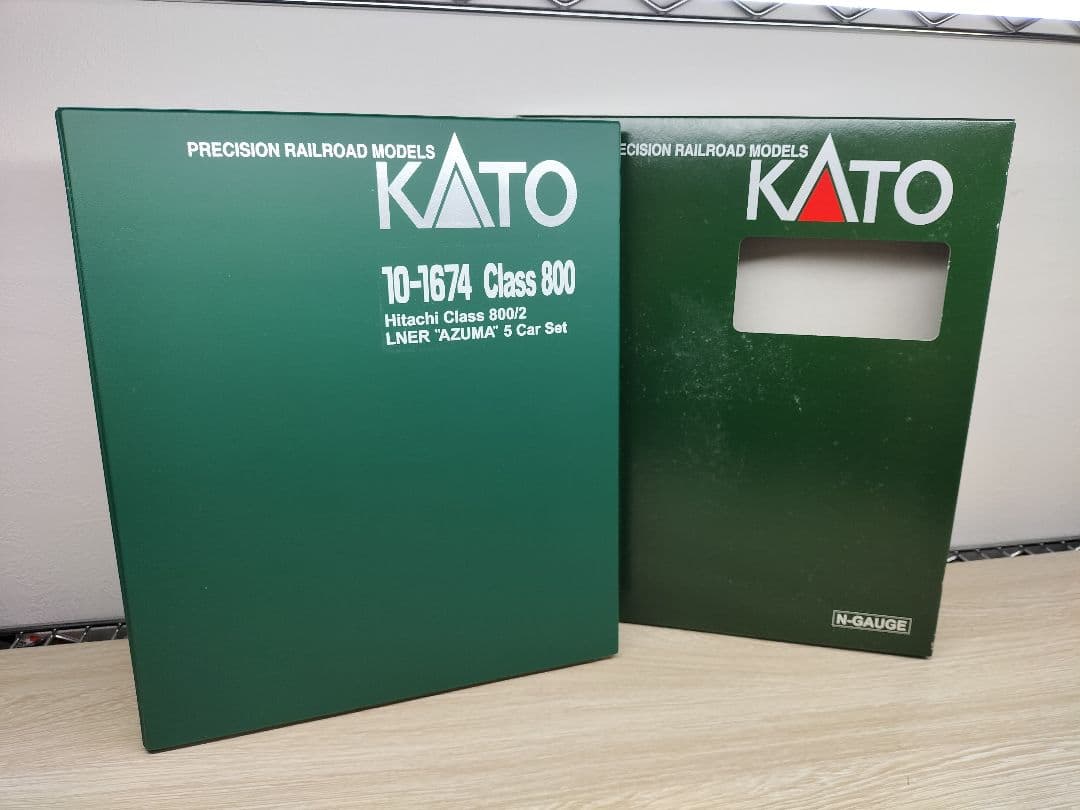 PRECISION RAILROAD MODELS
KATO
10-1674 Class 800
Hitachi Class 800/2
LNER "AZUMA" 5 Car Set
ECISION RAILROAD MODELS
KATO
N-GAUGE